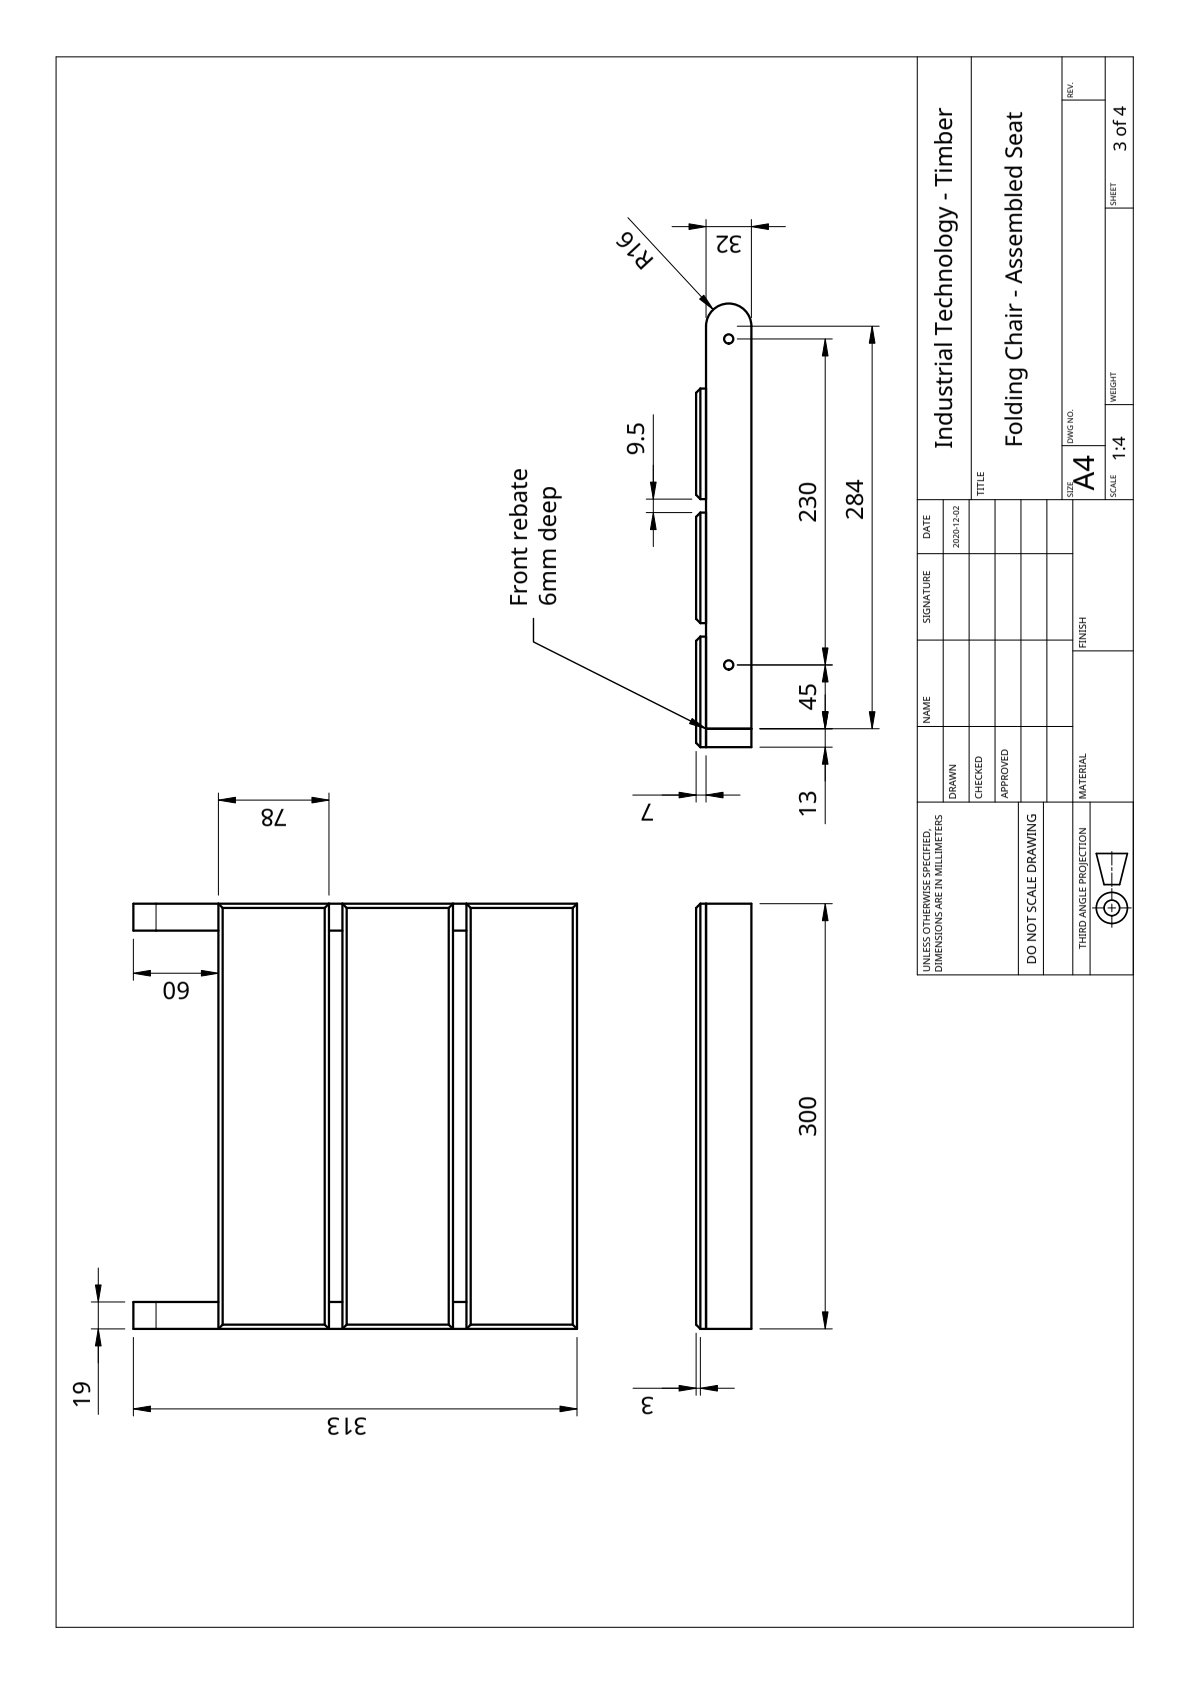 19
313
60
78
3
300
Front rebate
6mm deep
7
13
45
230
284
9.5
R16
32
UNLESS OTHERWISE SPECIFIED,
DIMENSIONS ARE IN MILLIMETERS
DO NOT SCALE DRAWING
THIRD ANGLE PROJECTION
NAME
SIGNATURE
DATE
DRAWN
2020-12-02
CHECKED
APPROVED
MATERIAL
FINISH
Industrial Technology - Timber
TITLE
Folding Chair - Assembled Seat
SIZE
A4
DWG NO.
REV.
SCALE
1:4
WEIGHT
SHEET
3 of 4